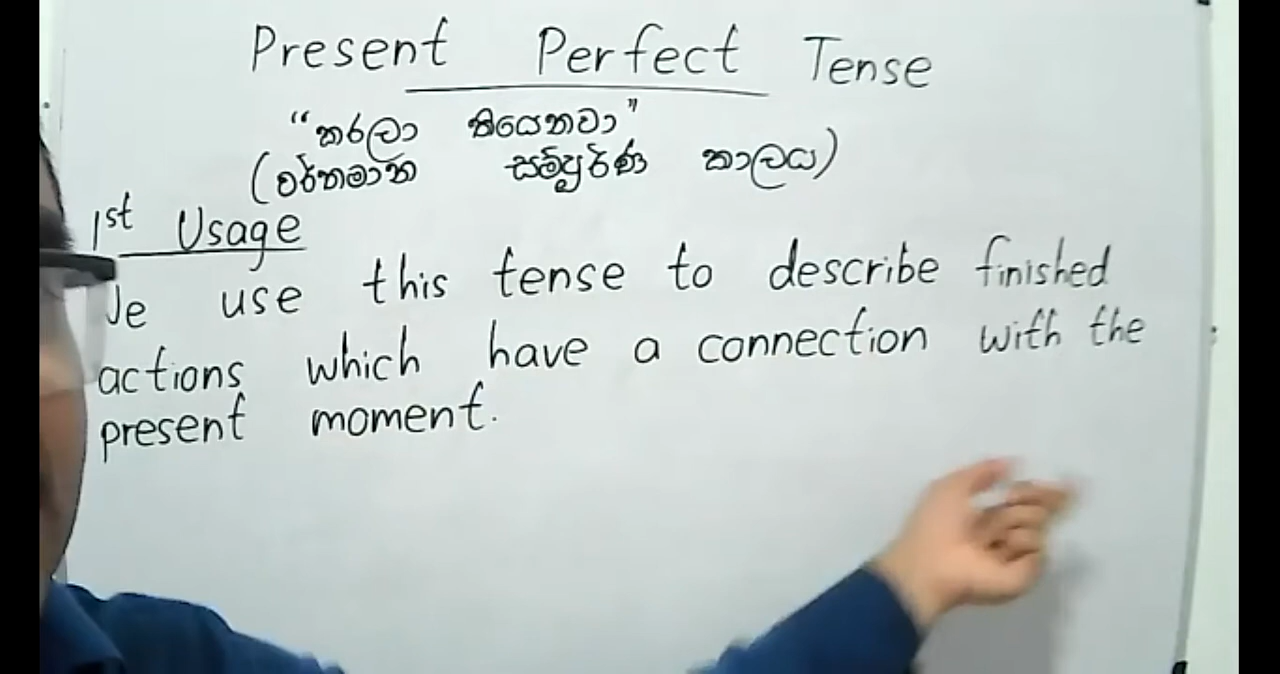 Present Perfect Tense
“කරලා තියෙනවා”
(වර්තමාන සම්පූර්ණ කාලය)
1st Usage
We use this tense to describe finished
actions which have a connection with the
present moment.